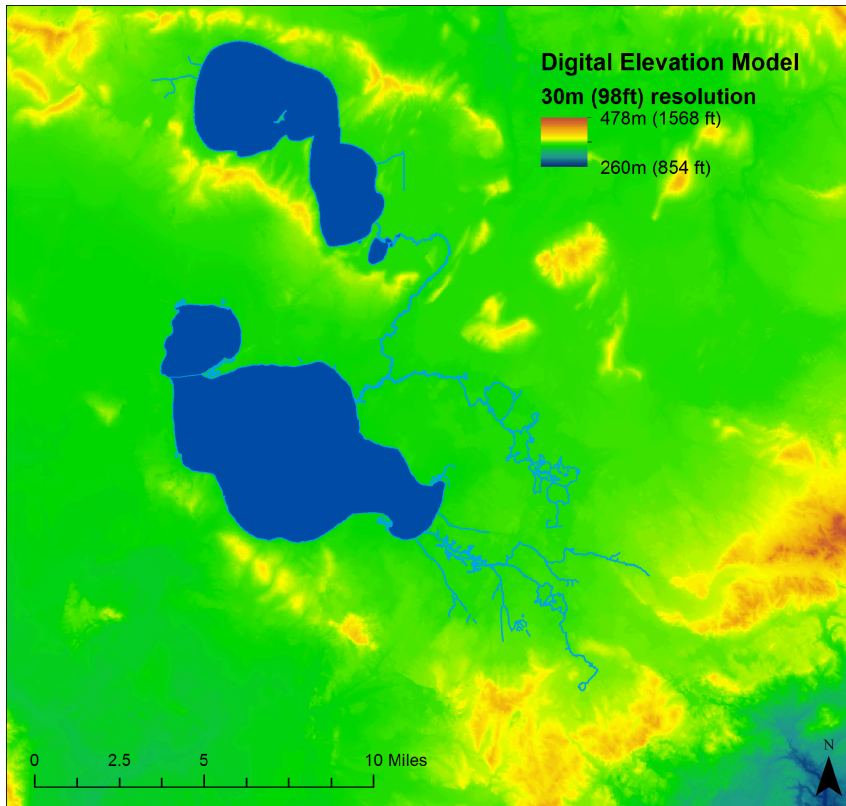 Digital Elevation Model
30m (98ft) resolution
478m (1568 ft)
260m (854 ft)
N
0 2.5 5 10 Miles